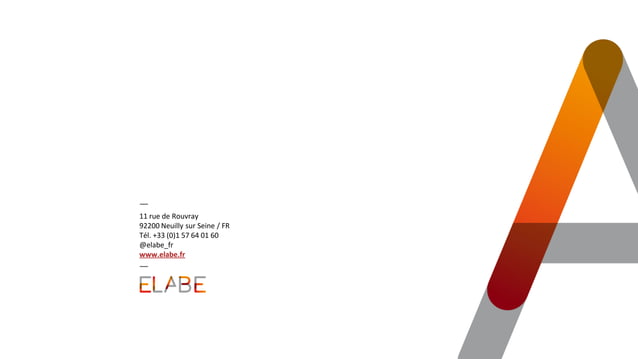 —
11 rue de Rouvray
92200 Neuilly sur Seine / FR
Tél. +33 (0)1 57 64 01 60
@elabe_fr
www.elabe.fr
—
ELABE